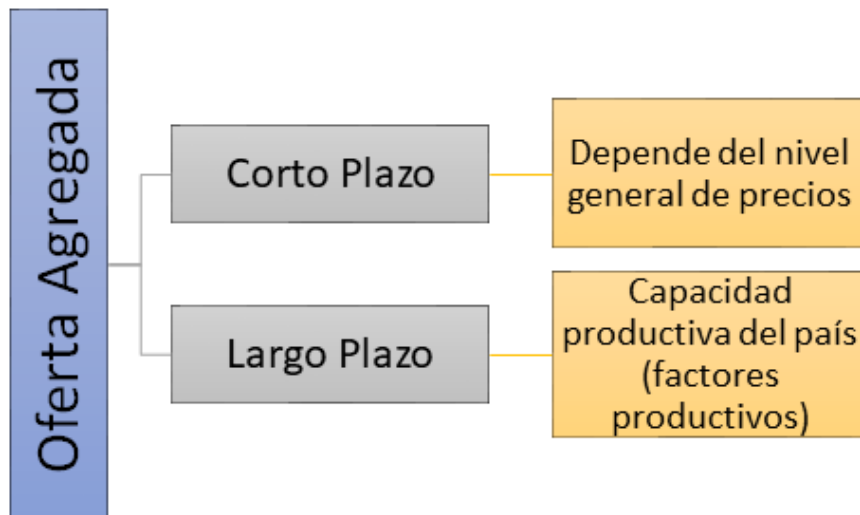 Oferta Agregada
Corto Plazo
Depende del nivel
general de precios
Largo Plazo
Capacidad
productiva del país
(factores
productivos)